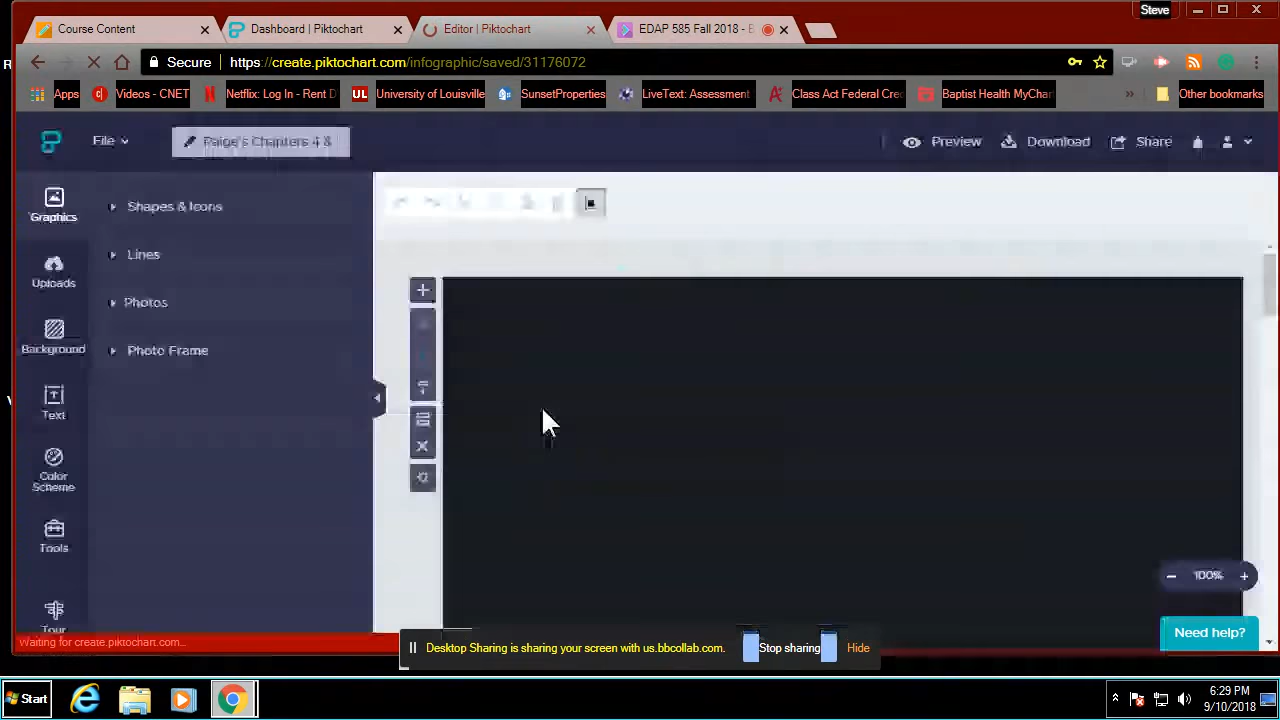 Steve
Course Content
Dashboard | Piktochart
Editor | Piktochart
EDAP 585 Fall 2018 - E
Secure
https://create.piktochart.com/infographic/saved/31176072
Apps
Videos - CNET
Netflix: Log In - Rent D
University of Louisville
SunsetProperties
LiveText: Assessment
Class Act Federal Cre
Baptist Health MyChar
»
Other bookmarks
File
Paige's Chapters 4 &
Preview
Download
Share
Graphics
Shapes & Icons
Lines
Uploads
Photos
Background
Photo Frame
Text
Color
Scheme
Tools
100%
Tour
Need help?
Waiting for create.piktochart.com...
Desktop Sharing is sharing your screen with us.bbcollab.com.
Stop sharing
Hide
Start
6:29 PM
9/10/2018